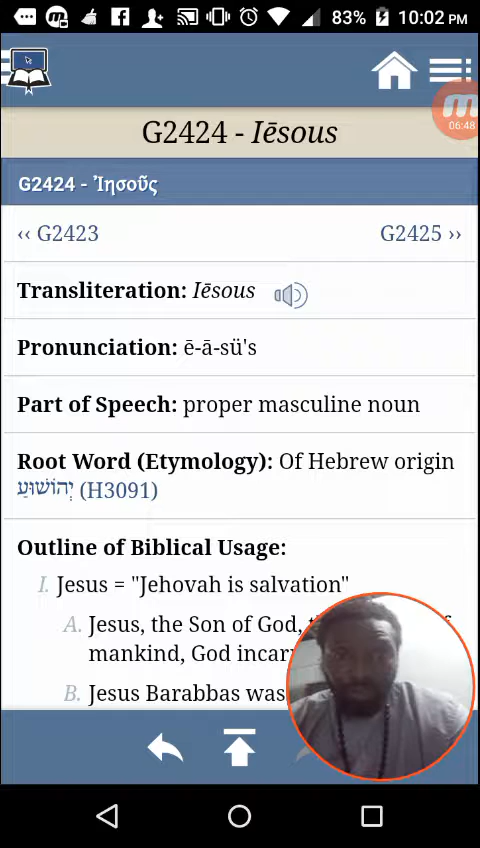 83% 10:02 PM
06:48
G2424 - Iēsous
G2424 - Ἰησοῦς
‹‹ G2423
G2425 ››
Transliteration: Iēsous
Pronunciation: ē-ā-sü's
Part of Speech: proper masculine noun
Root Word (Etymology): Of Hebrew origin
יְהוֹשׁוּעַ (H3091)
Outline of Biblical Usage:
I. Jesus = "Jehovah is salvation"
A. Jesus, the Son of God,
mankind, God
B. Jesus Barabbas was